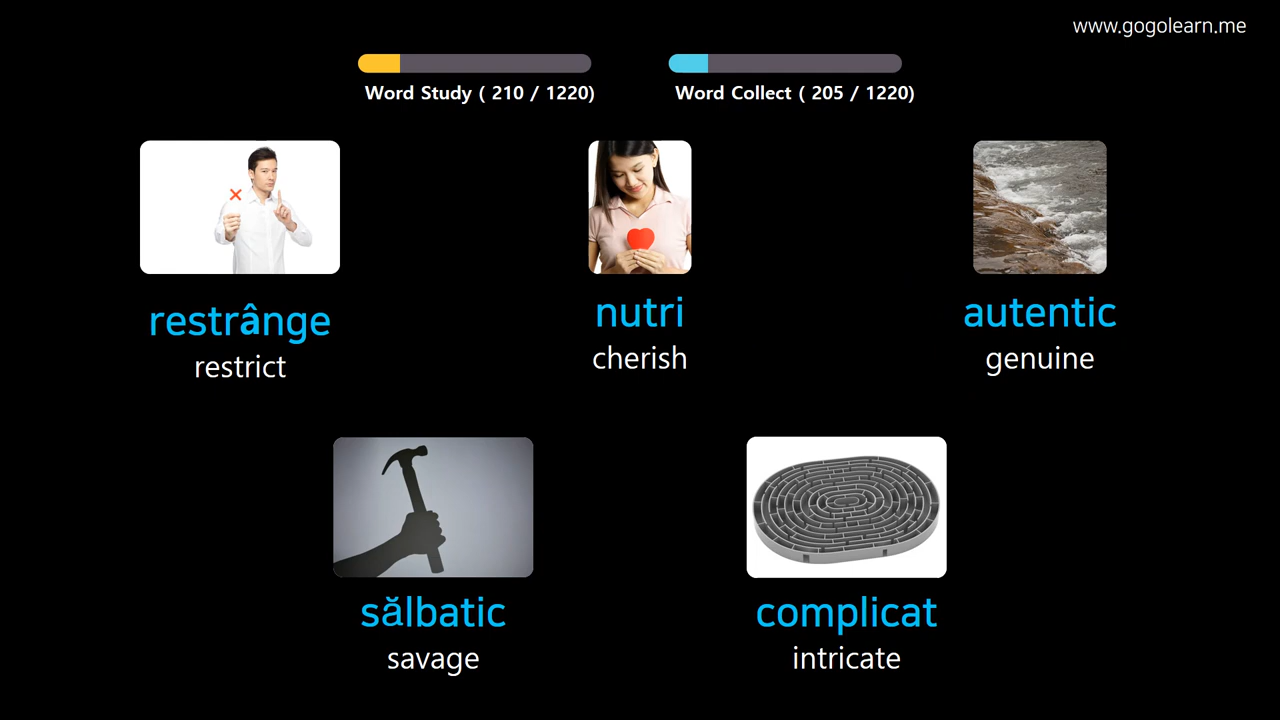 www.gogolearn.me
Word Study ( 210 / 1220)
Word Collect ( 205 / 1220)
restrânge
restrict
nutri
cherish
autentic
genuine
sălbatic
savage
complicat
intricate